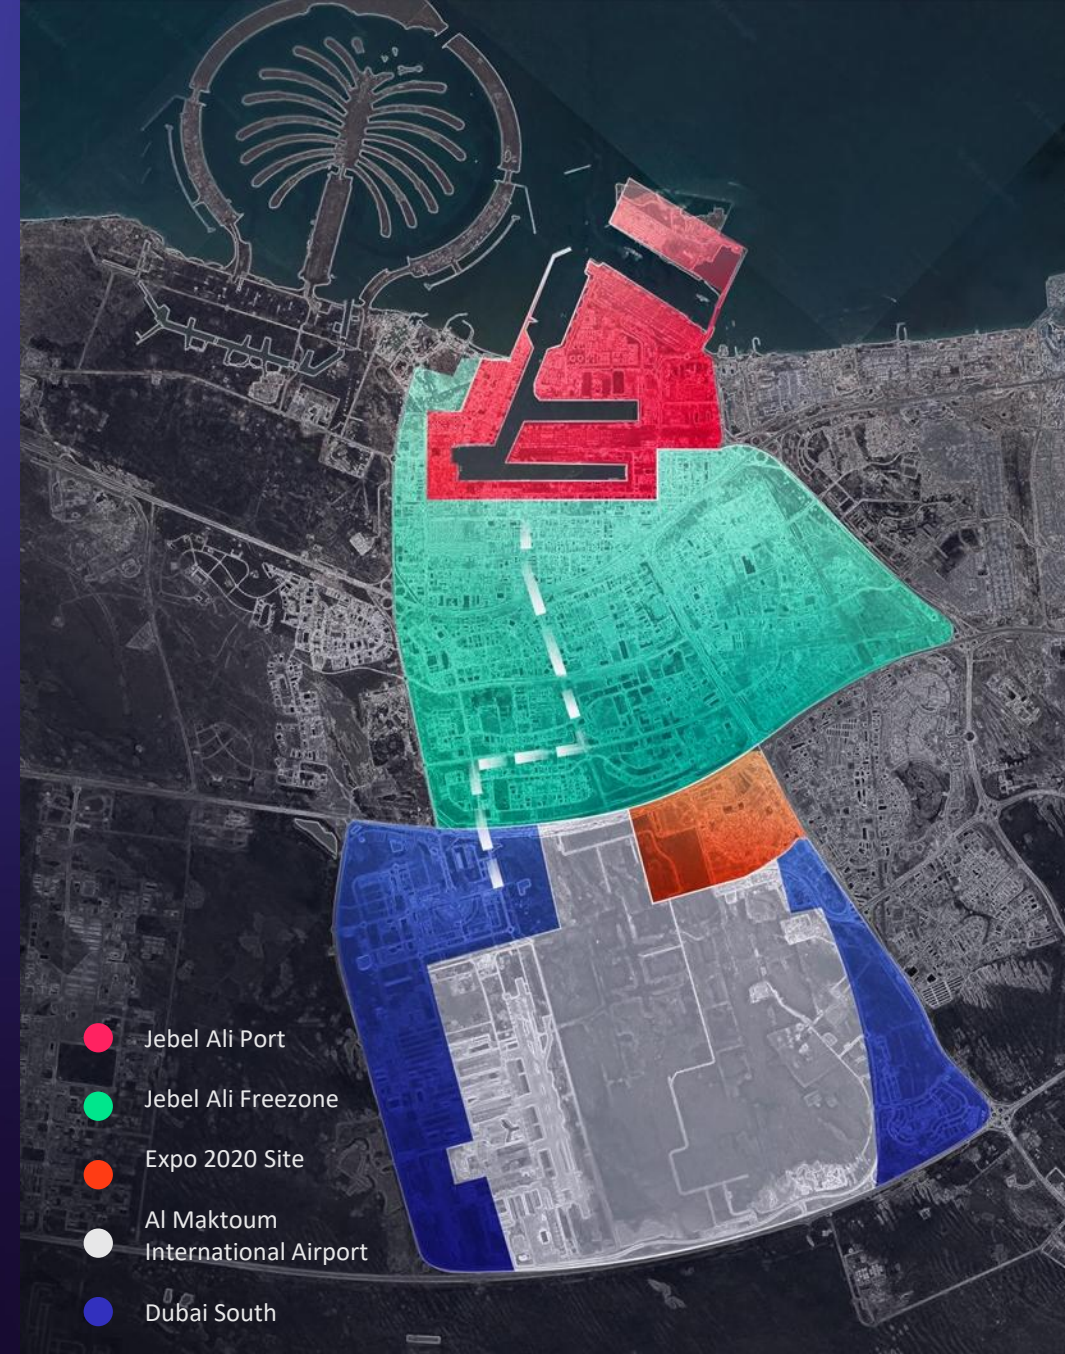 Jebel Ali Port
Jebel Ali Freezone
Expo 2020 Site
Al Maktoum
International Airport
Dubai South